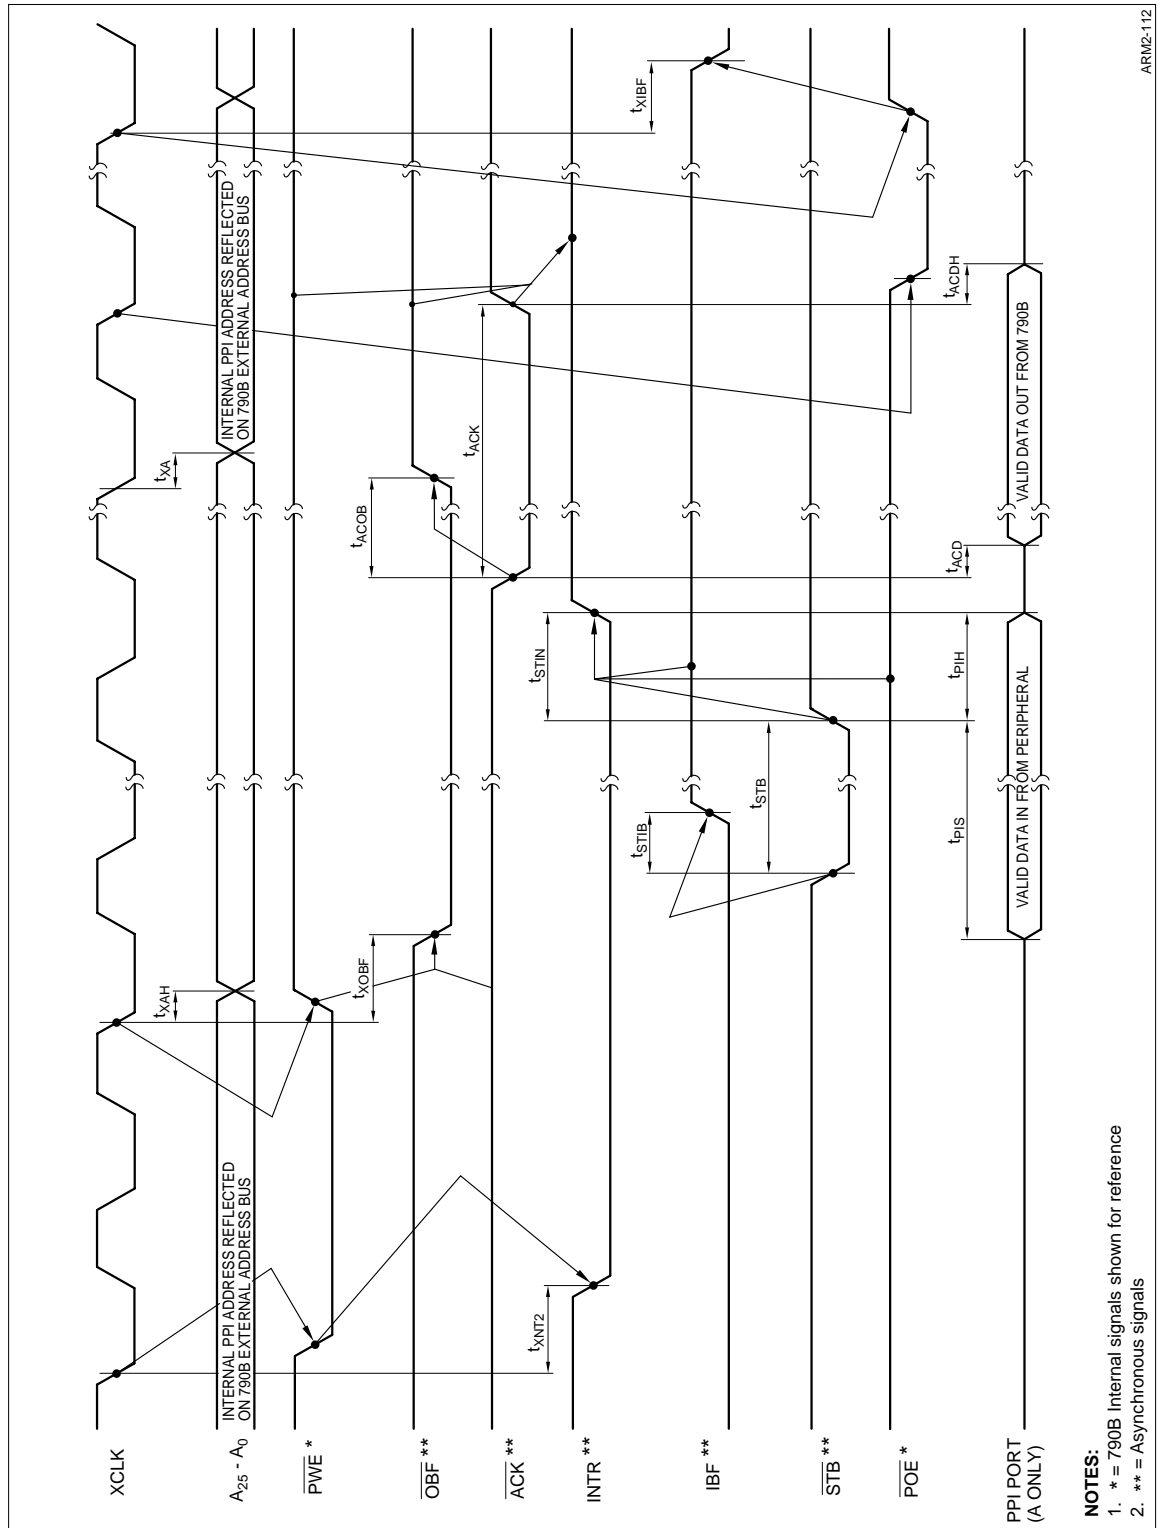 XCLK
A25 - A0
PWE *
OBF **
ACK **
INTR **
IBF **
STB **
POE *
PPI PORT
(A ONLY)
INTERNAL PPI ADDRESS REFLECTED
ON 790B EXTERNAL ADDRESS BUS
INTERNAL PPI ADDRESS REFLECTED
ON 790B EXTERNAL ADDRESS BUS
tXAH
tXA
tXOBF
tACOB
tACK
tXNT2
tSTIN
tSTIB
tSTB
tXIBF
tPIS
tPIH
tACD
tACDH
VALID DATA IN FROM PERIPHERAL
VALID DATA OUT FROM 790B
NOTES:
1. * = 790B Internal signals shown for reference
2. ** = Asynchronous signals
ARM2-112